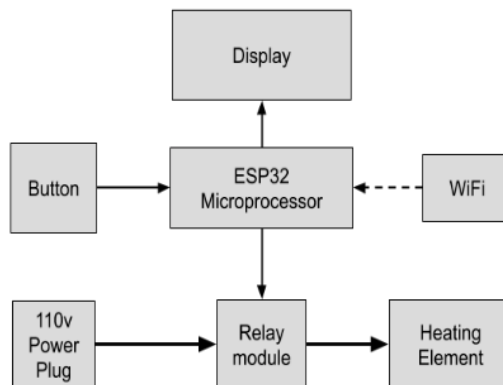 Display
Button
ESP32
Microprocessor
WiFi
110v
Power
Plug
Relay
module
Heating
Element